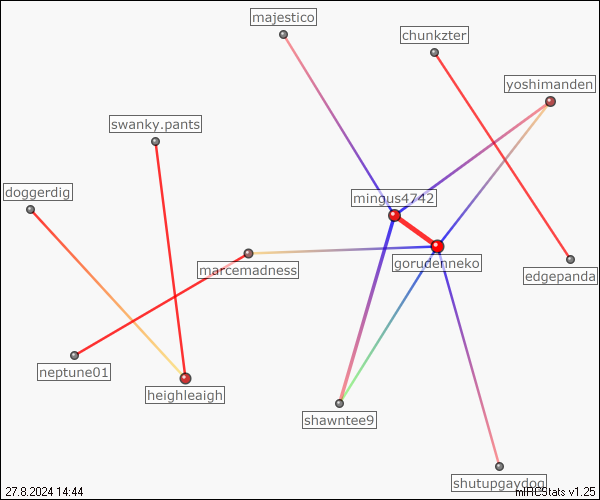 majestico
chunkzter
yoshimanden
swanky.pants
doggerdig
mingus4742
marcemadness
gorudenneko
edgepanda
neptune01
heighleaigh
shawntee9
shutupgaydog
27.8.2024 14:44
mIRCStats v1.25